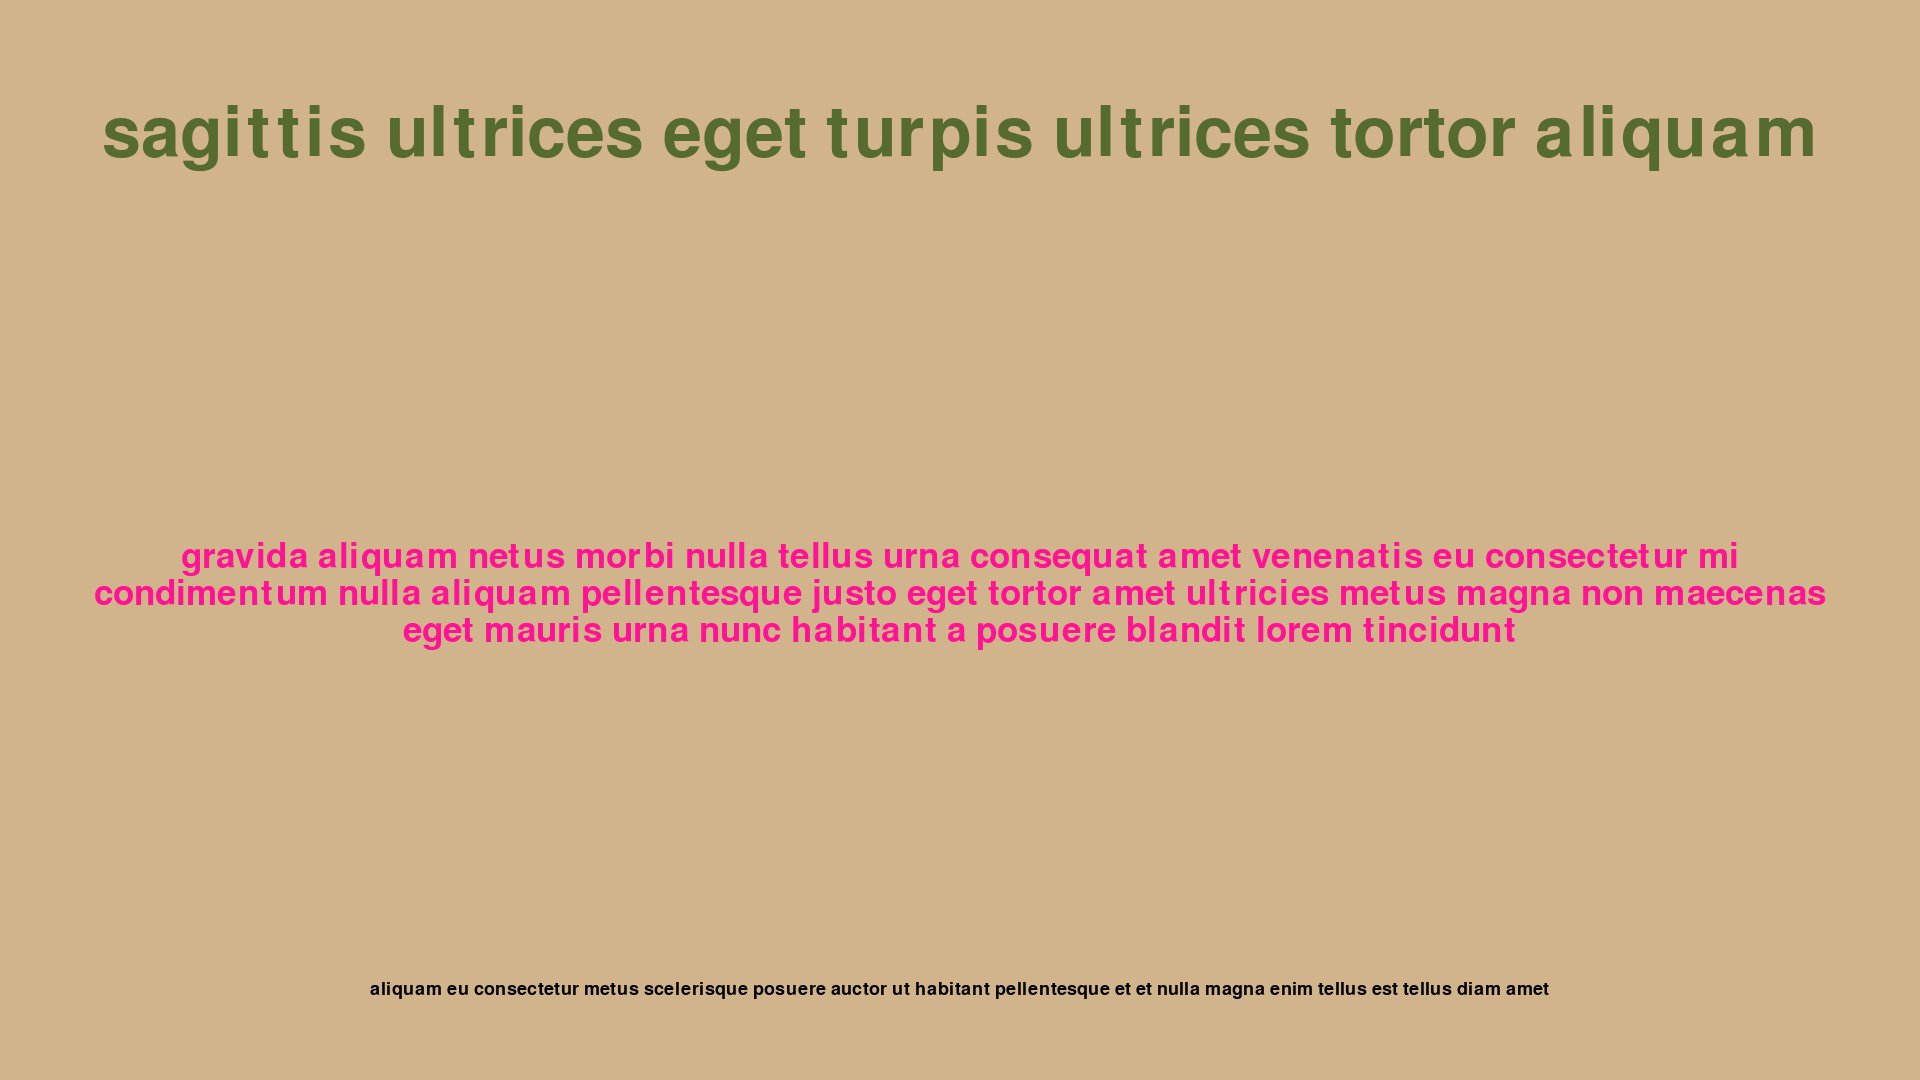 sagittis ultrices eget turpis ultrices tortor aliquam
gravida aliquam netus morbi nulla tellus urna consequat amet venenatis eu consectetur mi
condimentum nulla aliquam pellentesque justo eget tortor amet ultricies metus magna non maecenas
eget mauris urna nunc habitant a posuere blandit lorem tincidunt
aliquam eu consectetur metus scelerisque posuere auctor ut habitant pellentesque et et nulla magna enim tellus est tellus diam amet